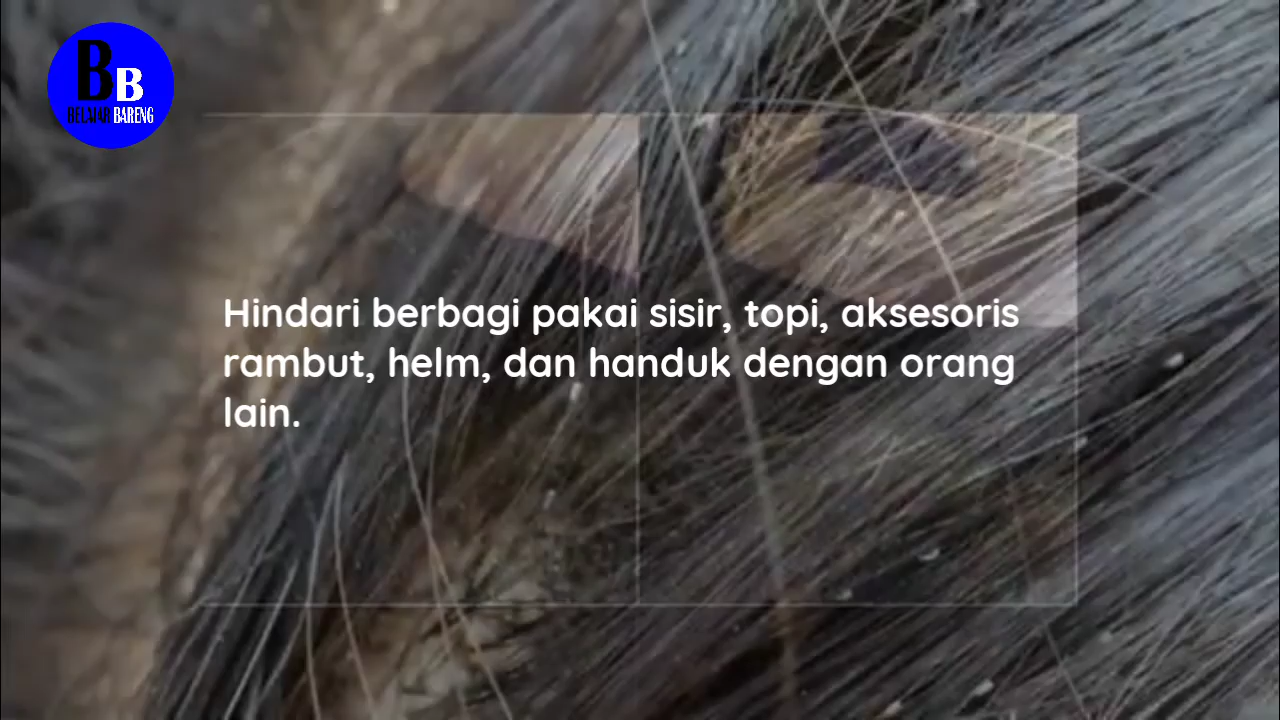 BB
BELAJAR BARENG
Hindari berbagi pakai sisir, topi, aksesoris
rambut, helm, dan handuk dengan orang
lain.